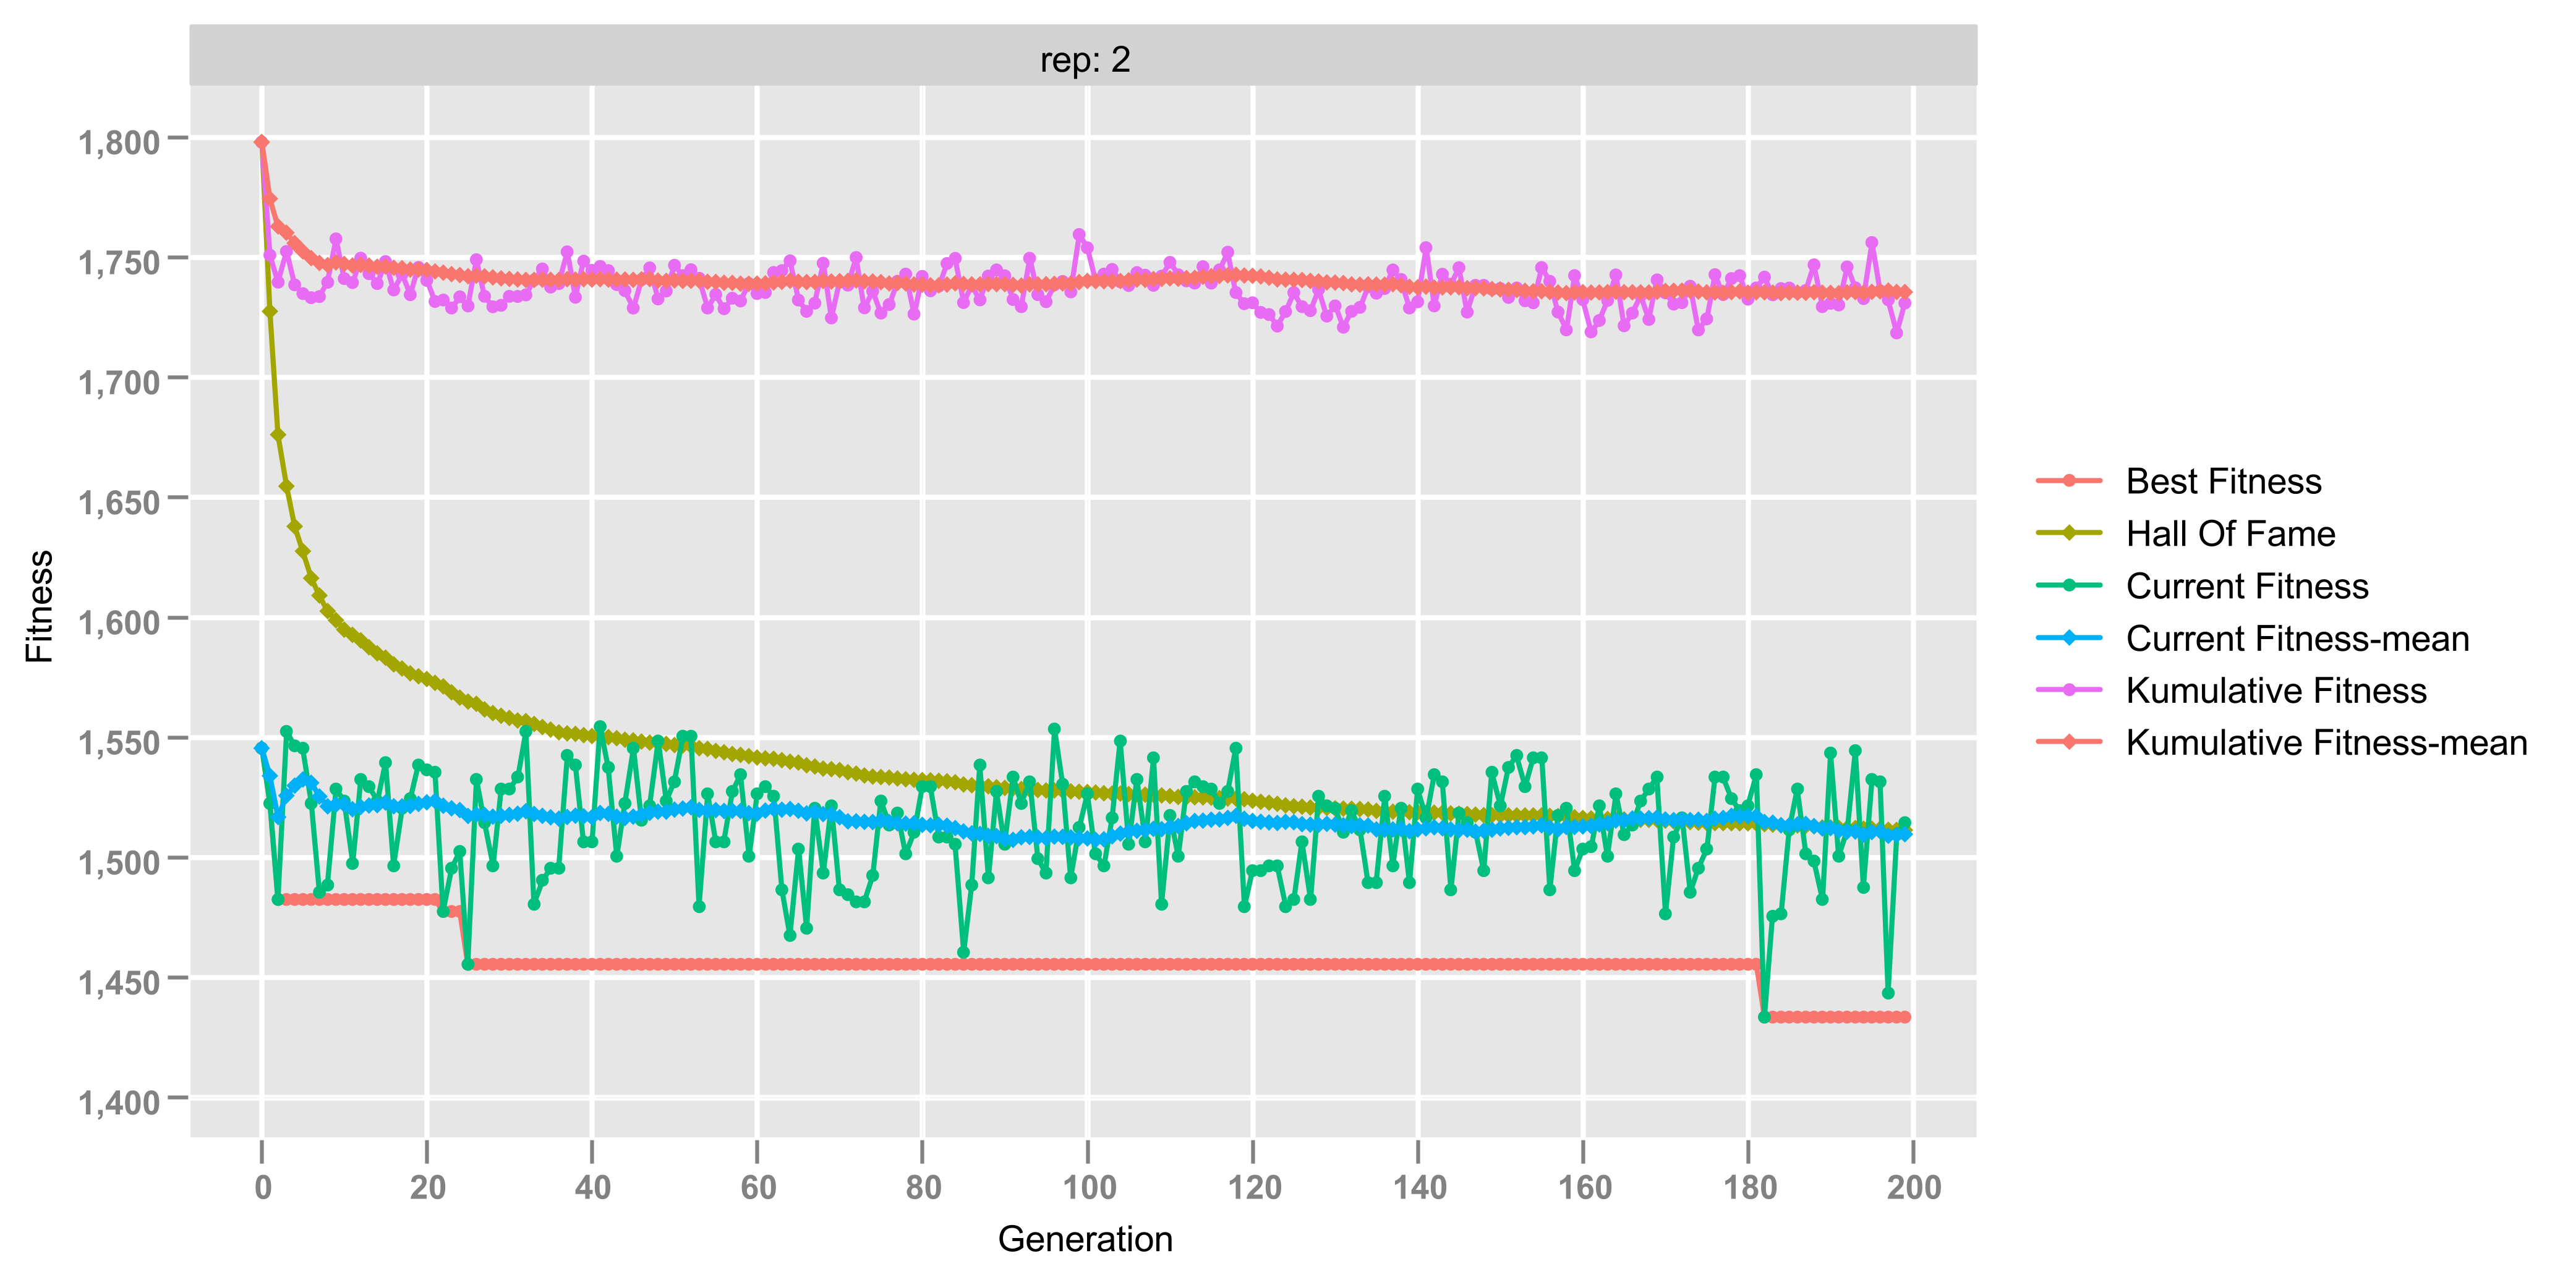 rep: 2
1,800
1,750
1,700
1,650
1,600
1,550
1,500
1,450
1,400
Fitness
0 20 40 60 80 100 120 140 160 180 200
Generation
Best Fitness
Hall Of Fame
Current Fitness
Current Fitness-mean
Kumulative Fitness
Kumulative Fitness-mean